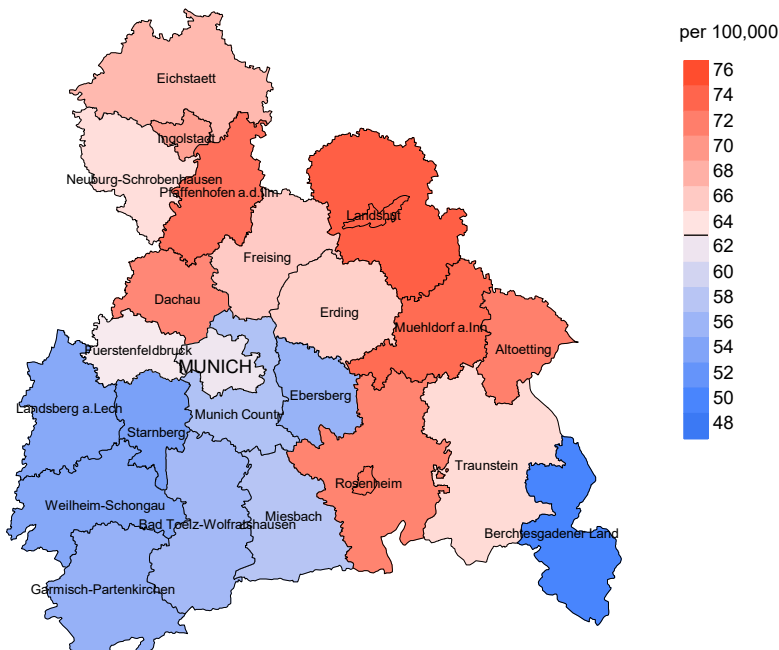 per 100,000
76
74
72
70
68
66
64
62
60
58
56
54
52
50
48
Eichstaett
Ingolstadt
Neuburg-Schrobenhausen
Pfaffenhofen a.d.Ilm
Landshut
Freising
Dachau
Erding
Muehldorf a.Inn
Altoetting
Fuerstenfeldbruck
MUNICH
Ebersberg
Landsberg a.Lech
Munich County
Starnberg
Traunstein
Rosenheim
Weilheim-Schongau
Miesbach
Bad Toelz-Wolfratshausen
Berchtesgadener Land
Garmisch-Partenkirchen